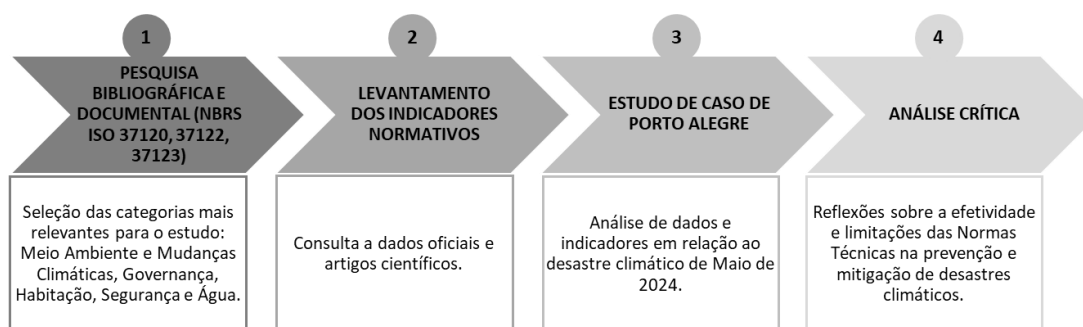 1
PESQUISA
BIBLIOGRÁFICA E
DOCUMENTAL (NBRS
ISO 37120, 37122,
37123)
Seleção das categorias mais
relevantes para o estudo:
Meio Ambiente e Mudanças
Climáticas, Governança,
Habitação, Segurança e Água.
2
LEVANTAMENTO
DOS INDICADORES
NORMATIVOS
Consulta a dados oficiais e
artigos científicos.
3
ESTUDO DE CASO DE
PORTO ALEGRE
Análise de dados e
indicadores em relação ao
desastre climático de Maio de
2024.
4
ANÁLISE CRÍTICA
Reflexões sobre a efetividade
e limitações das Normas
Técnicas na prevenção e
mitigação de desastres
climáticos.